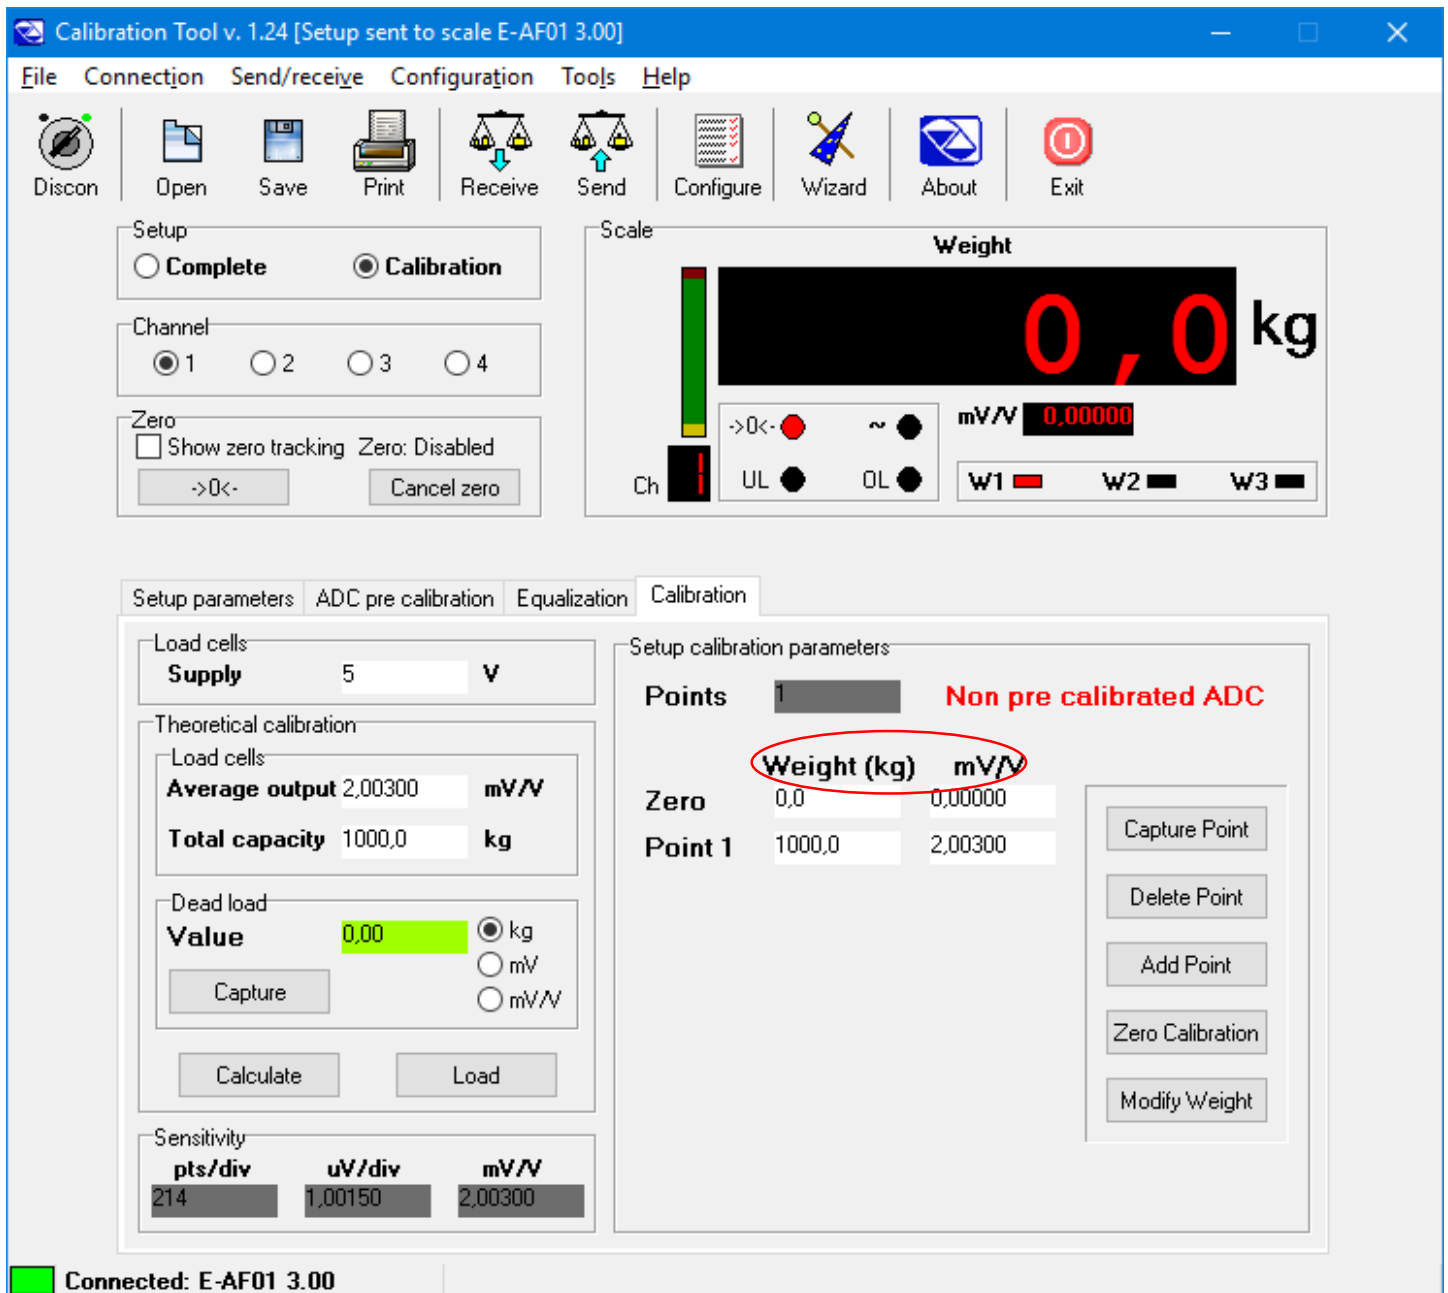 Calibration Tool v. 1.24 [Setup sent to scale E-AF01 3.00]
File Connection Send/receive Configuration Tools Help
Discon Open Save Print Receive Send Configure Wizard About Exit
Setup
Complete Calibration
Channel
1 2 3 4
Zero
Show zero tracking Zero: Disabled
->0<- Cancel zero
Scale
Weight
0,0 kg
->0<- ~ mV/V 0,00000
Ch 1 UL OL W1 W2 W3
Setup parameters ADC pre calibration Equalization Calibration
Load cells
Supply 5 V
Theoretical calibration
Load cells
Average output 2,00300 mV/V
Total capacity 1000,0 kg
Dead load
Value 0,00 kg
mV
Capture mV/V
Calculate Load
Sensitivity
pts/div uV/div mV/V
214 1,00150 2,00300
Setup calibration parameters
Points 1 Non pre calibrated ADC
Weight (kg) mV/V
Zero 0,0 0,00000
Point 1 1000,0 2,00300
Capture Point
Delete Point
Add Point
Zero Calibration
Modify Weight
Connected: E-AF01 3.00